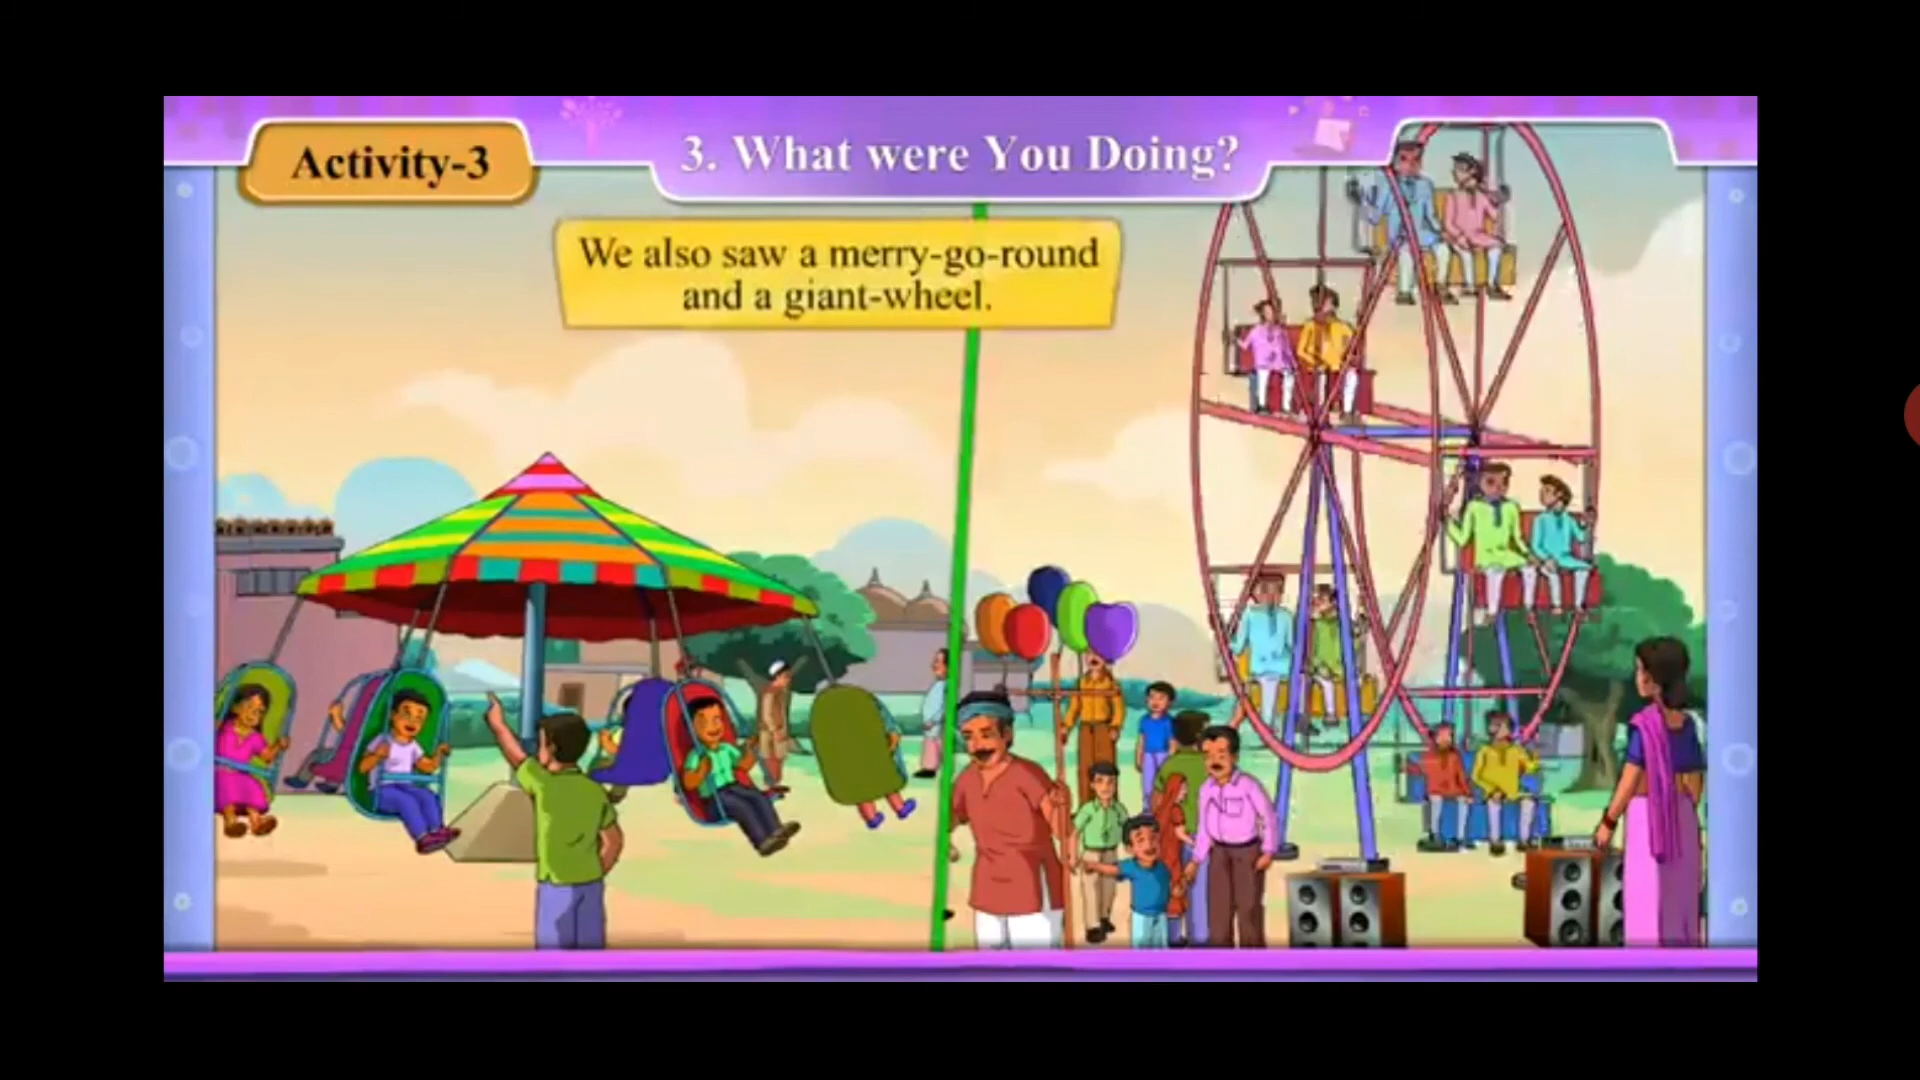 Activity-3
3. What were You Doing?
We also saw a merry-go-round
and a giant-wheel.